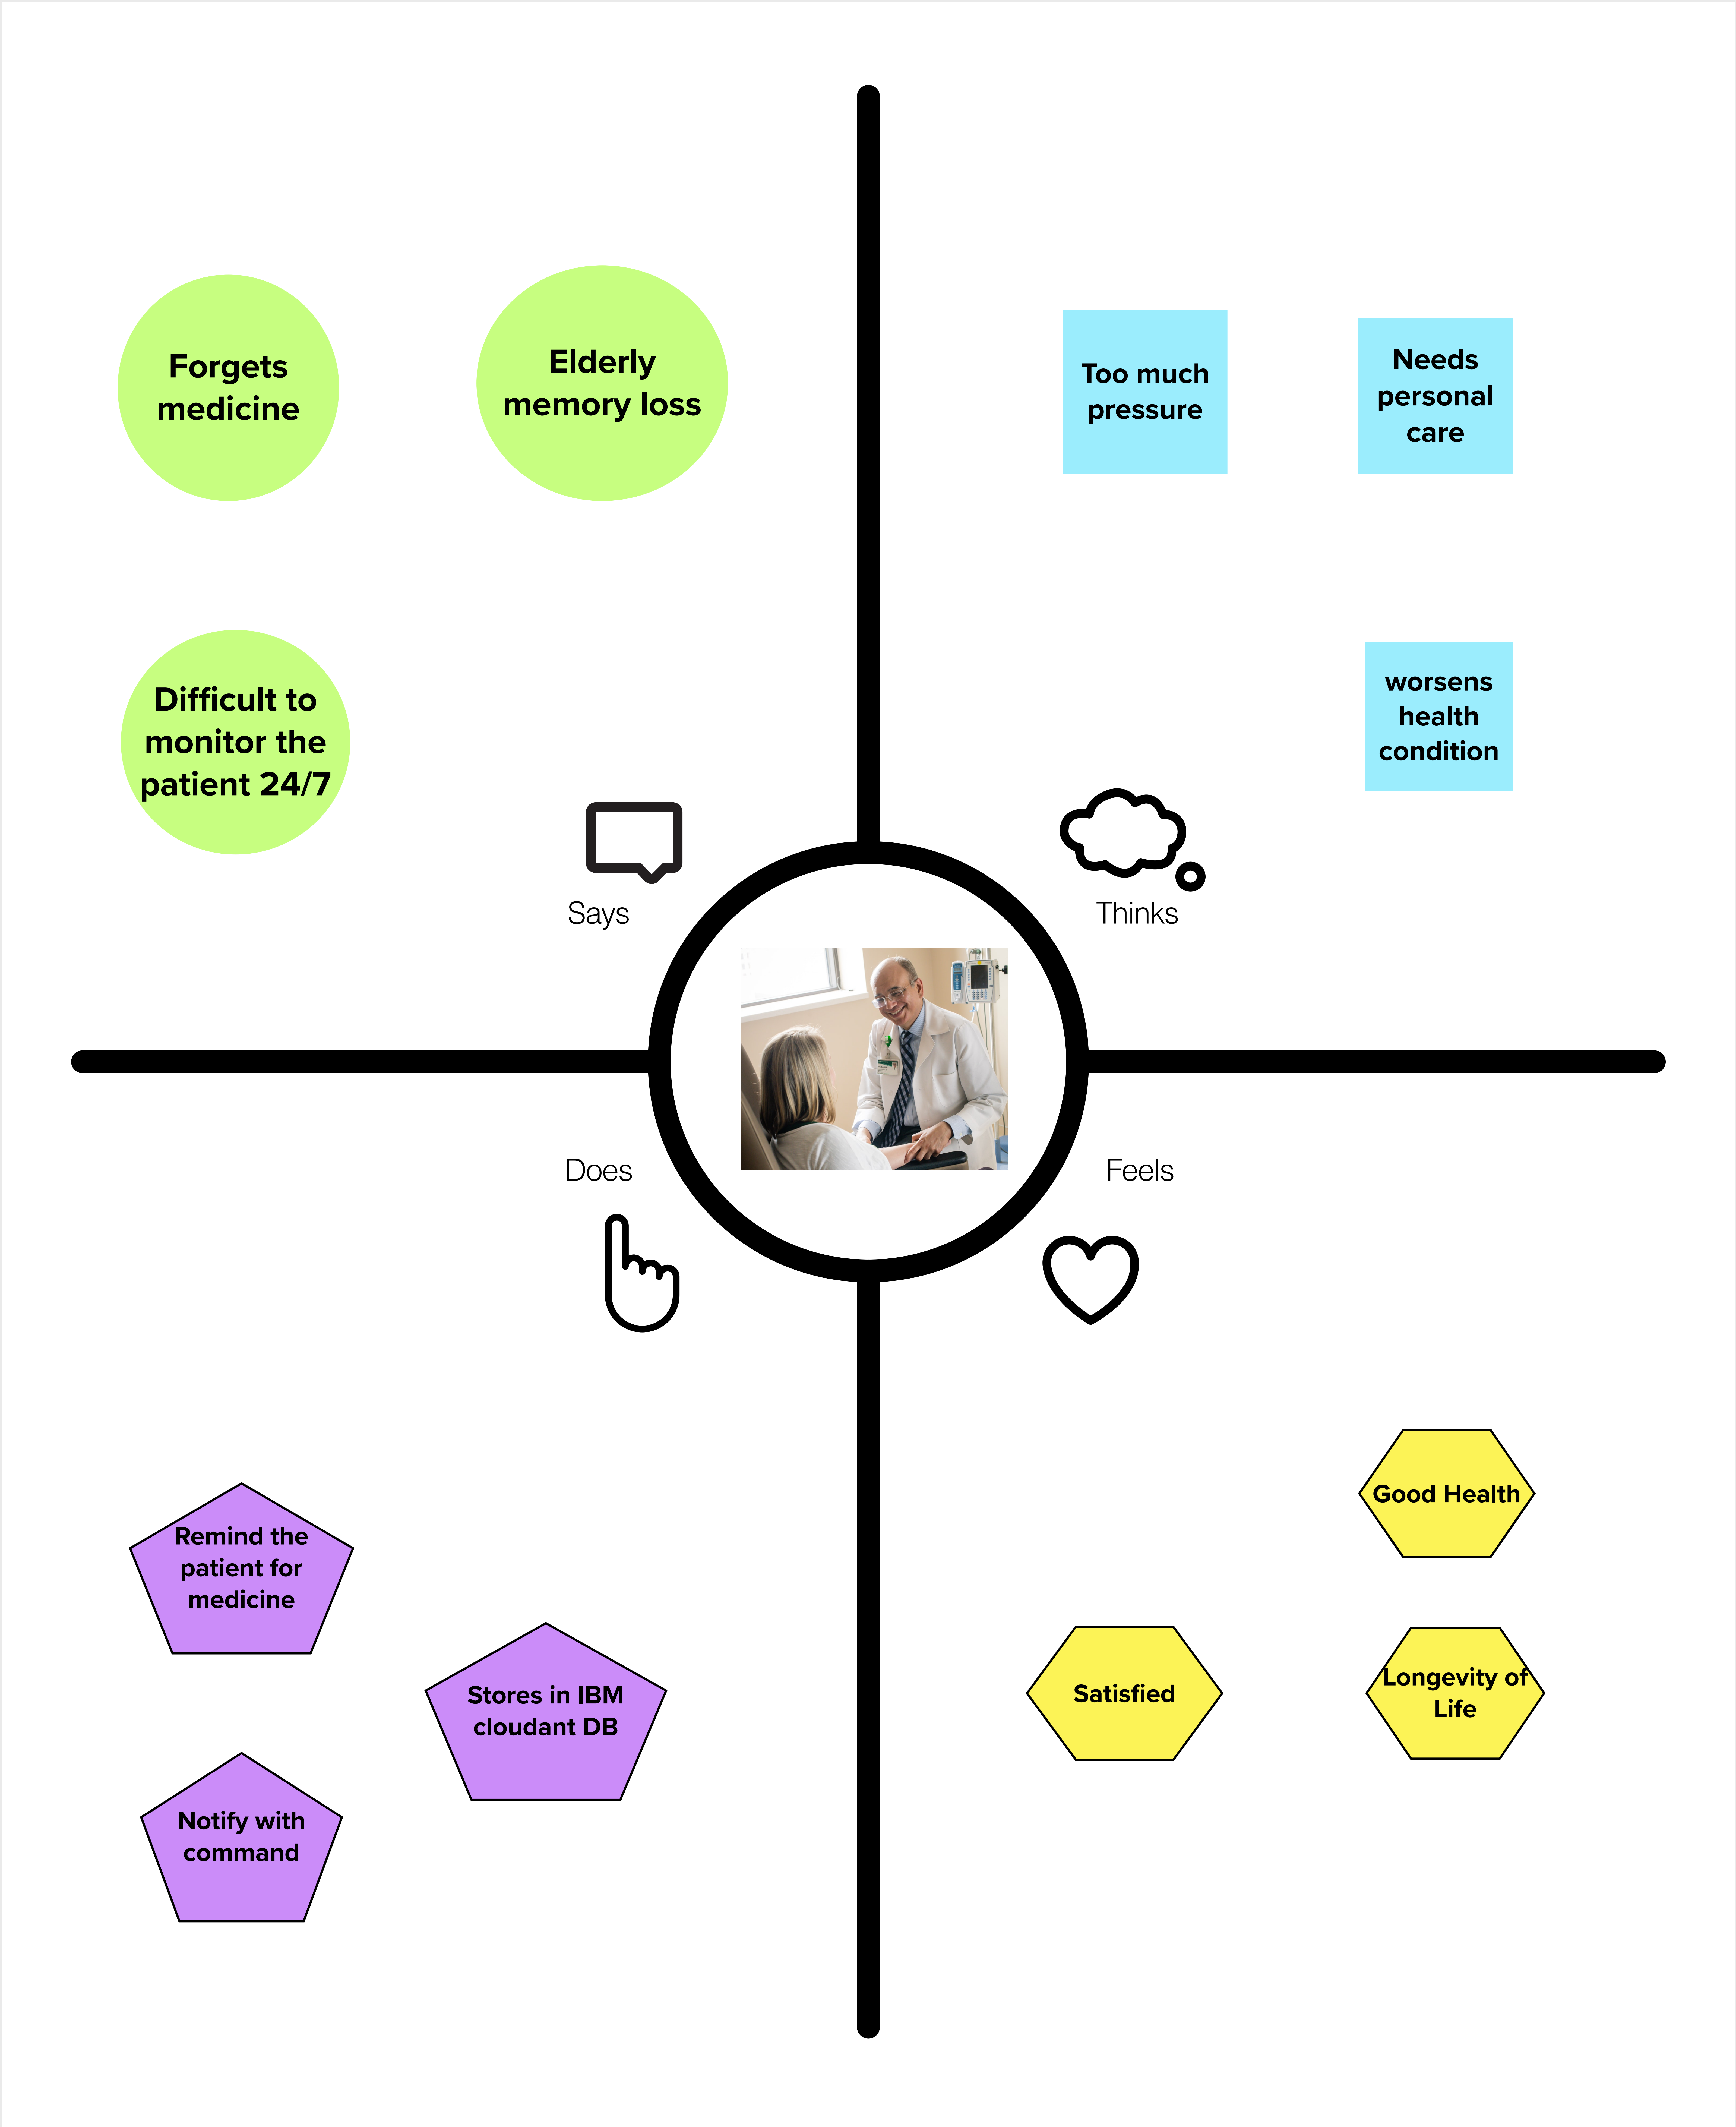 Forgets
medicine
Elderly
memory loss
Difficult to
monitor the
patient 24/7
Says
Too much
pressure
Needs
personal
care
worsens
health
condition
Thinks
Does
Remind the
patient for
medicine
Stores in IBM
cloudant DB
Notify with
command
Feels
Good Health
Satisfied
Longevity of
Life